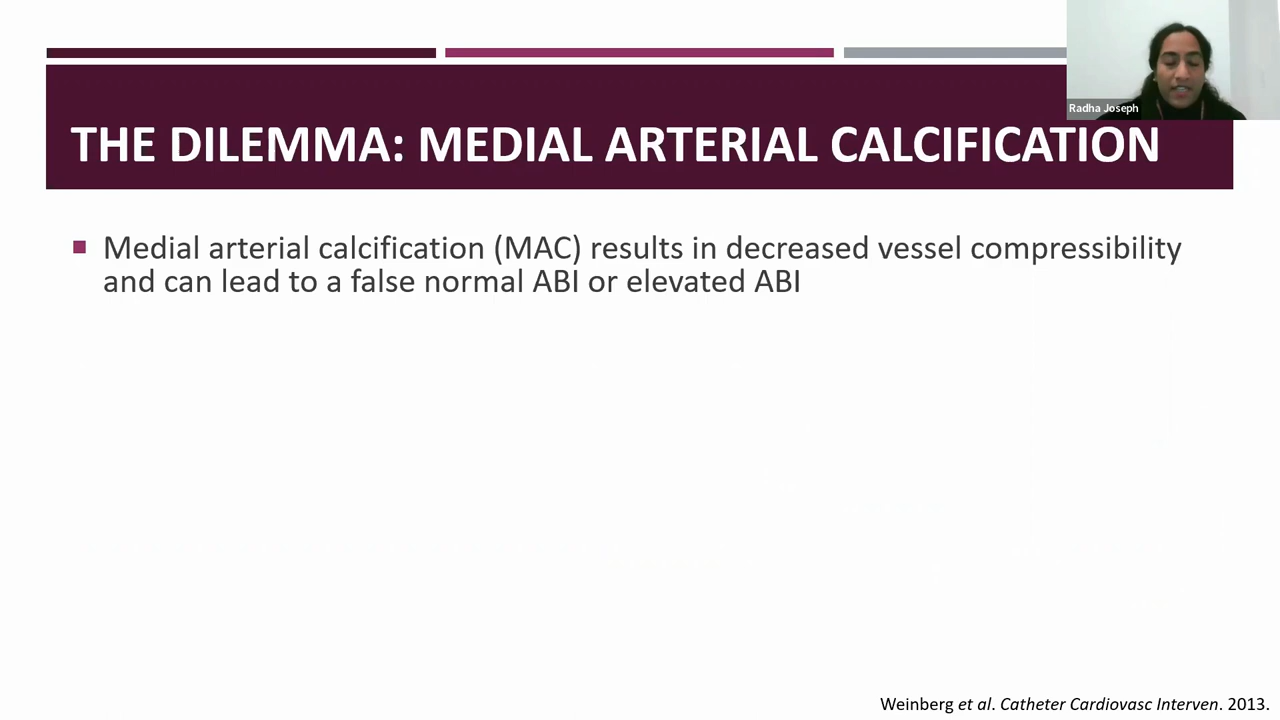 Radha Joseph
THE DILEMMA: MEDIAL ARTERIAL CALCIFICATION
Medial arterial calcification (MAC) results in decreased vessel compressibility
and can lead to a false normal ABI or elevated ABI
Weinberg et al. Catheter Cardiovasc Interven. 2013.